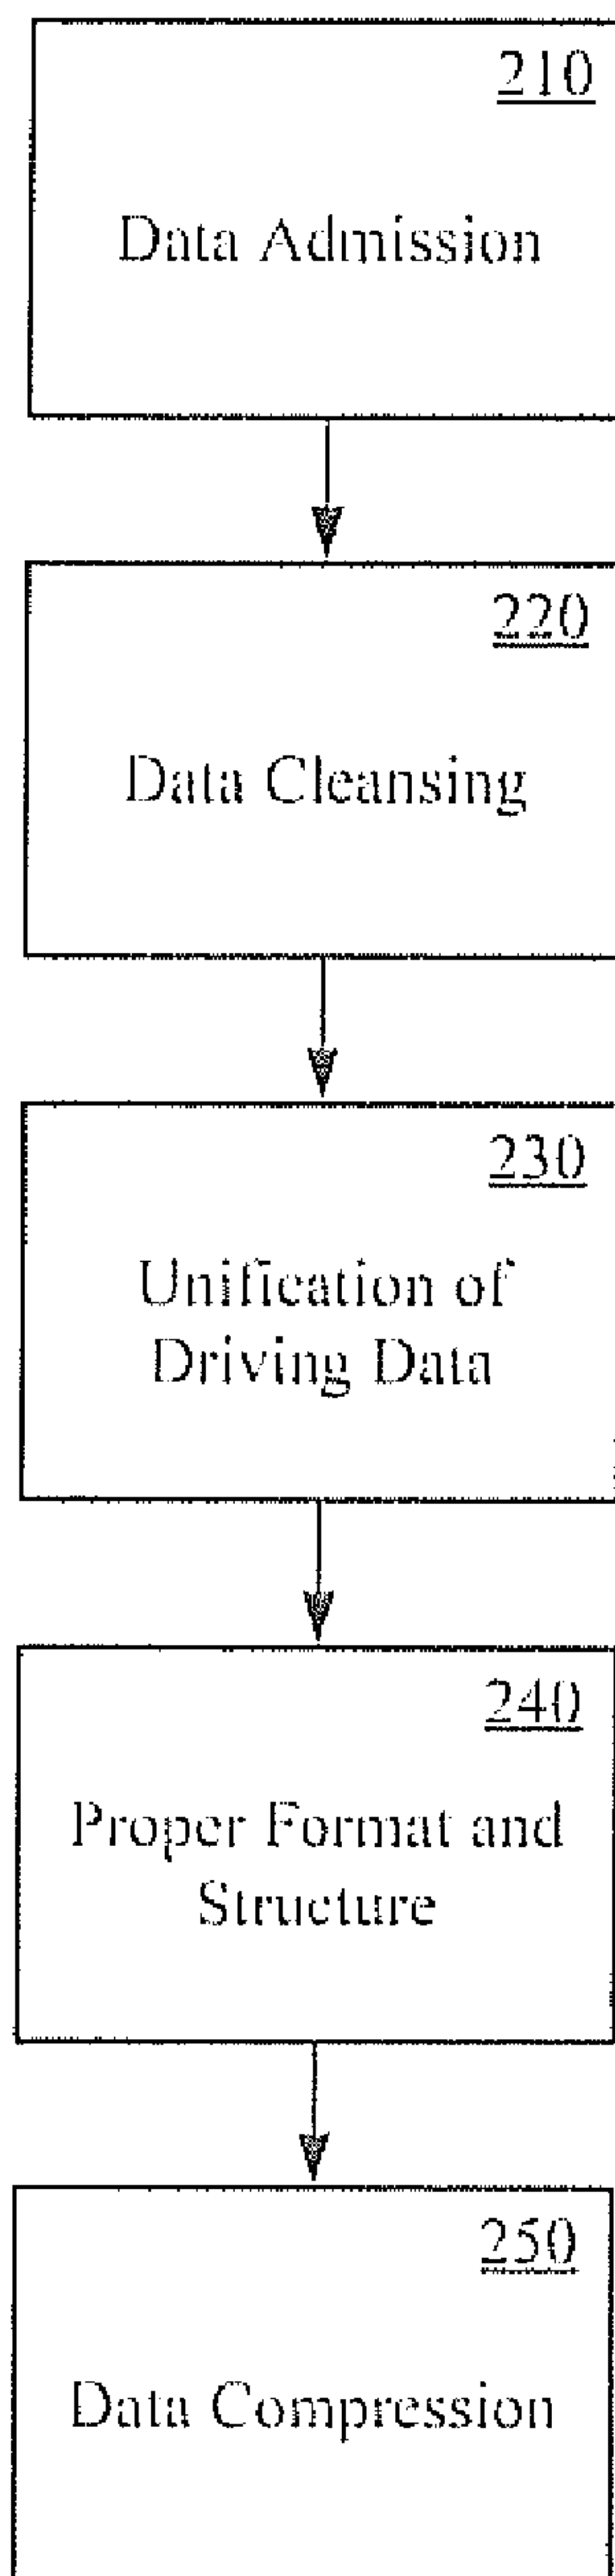 210
Data Admission
220
Data Cleansing
230
Unification of
Driving Data
240
Proper Format and
Structure
250
Data Compression